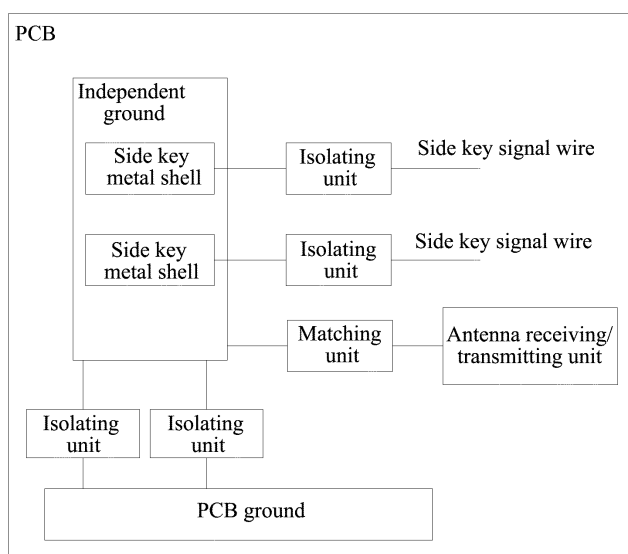 PCB
Independent
ground
Side key
metal shell
Isolating
unit
Side key signal wire
Side key
metal shell
Isolating
unit
Side key signal wire
Matching
unit
Antenna receiving/
transmitting unit
Isolating
unit
Isolating
unit
PCB ground